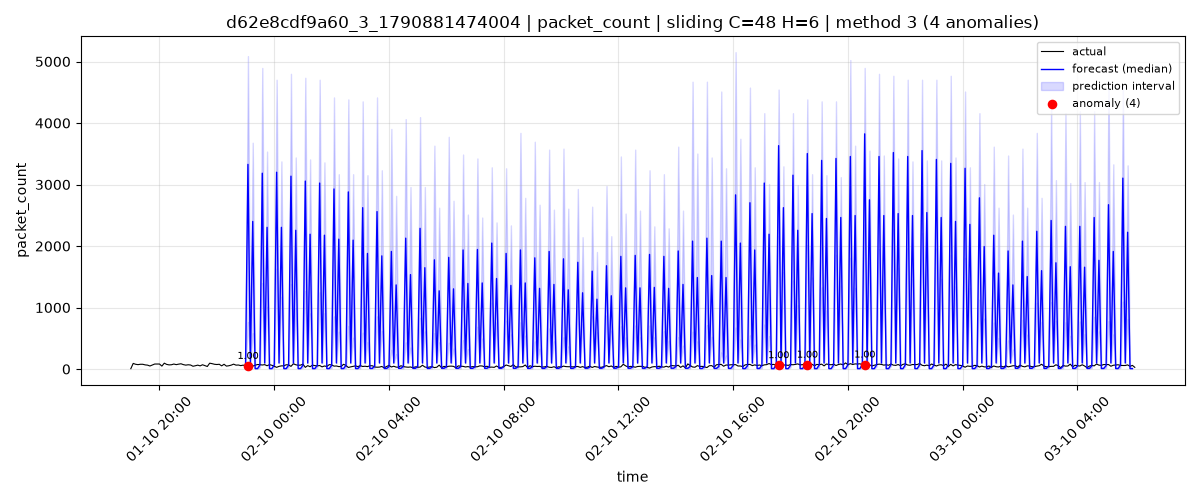 d62e8cdf9a60_3_1790881474004 | packet_count | sliding C=48 H=6 | method 3 (4 anomalies)
actual
forecast (median)
prediction interval
anomaly (4)
packet_count
5000
4000
3000
2000
1000
0
1.00
1.00
1.00
1.00
01-10 20:00
02-10 00:00
02-10 04:00
02-10 08:00
02-10 12:00
02-10 16:00
02-10 20:00
03-10 00:00
03-10 04:00
time